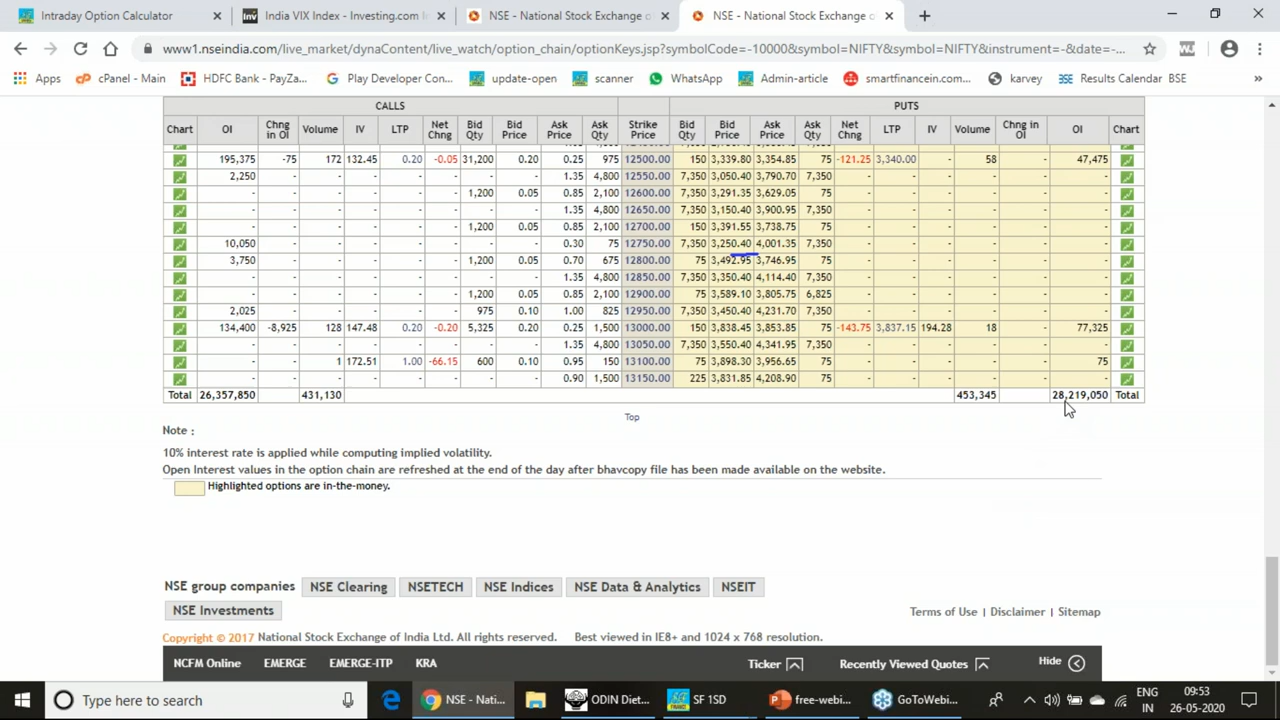 Intraday Option Calculator India VIX Index - Investing.com I NSE - National Stock Exchange o NSE - National Stock Exchange o
www1.nseindia.com/live_market/dynaContent/live_watch/option_chain/optionKeys.jsp?symbolCode=-10000&symbol=NIFTY&symbol=NIFTY&instrument=-&date=-...
Apps cPanel - Main HDFC Bank - PayZa... Play Developer Con... update-open scanner WhatsApp Admin-article smartfinancein.com... karvey Results Calendar BSE
CALLS PUTS
Chart OI Chng in OI Volume IV LTP Net Chng Bid Qty Bid Price Ask Price Ask Qty Strike Price Bid Qty Bid Price Ask Price Ask Qty Net Chng LTP IV Volume Chng in OI OI Chart
195,375 -75 172 132.45 0.20 -0.05 31,200 0.20 0.25 975 12500.00 150 3,339.80 3,354.85 75 -121.25 3,340.00 - 58 - 47,475
2,250 - - - - - - - 1.35 4,800 12550.00 7,350 3,050.40 3,790.70 7,350 - - - - - -
- - - - - - 1,200 0.05 0.85 2,100 12600.00 7,350 3,291.35 3,629.05 75 - - - - - -
- - - - - - - - 1.35 4,800 12650.00 7,350 3,150.40 3,900.95 7,350 - - - - - -
- - - - - - 1,200 0.05 0.85 2,100 12700.00 150 3,391.55 3,738.75 75 - - - - - -
10,050 - - - - - - - 0.30 75 12750.00 7,350 3,250.40 4,001.35 7,350 - - - - - -
3,750 - - - - - 1,200 0.05 0.70 675 12800.00 75 3,492.95 3,746.95 75 - - - - - -
- - - - - - - - 1.35 4,800 12850.00 7,350 3,350.40 4,114.40 7,350 - - - - - -
- - - - - - 1,200 0.05 0.85 2,100 12900.00 75 3,589.10 3,805.75 6,825 - - - - - -
2,025 - - - - - 975 0.10 1.00 825 12950.00 7,350 3,450.40 4,231.70 7,350 - - - - - -
134,400 -8,925 128 147.48 0.20 -0.20 5,325 0.20 0.25 1,500 13000.00 150 3,838.45 3,853.85 75 -143.75 3,837.15 194.28 18 - 77,325
- - - - - - - - 1.35 4,800 13050.00 7,350 3,550.40 4,341.95 7,350 - - - - - -
- - 1 172.51 1.00 -66.15 600 0.10 0.95 150 13100.00 75 3,898.30 3,956.65 75 - - - - - 75
- - - - - - - - 0.90 1,500 13150.00 225 3,831.85 4,208.90 75 - - - - - -
Total 26,357,850 431,130 453,345 28,219,050 Total
Top
Note :
10% interest rate is applied while computing implied volatility.
Open Interest values in the option chain are refreshed at the end of the day after bhavcopy file has been made available on the website.
Highlighted options are in-the-money.
NSE group companies NSE Clearing NSETECH NSE Indices NSE Data & Analytics NSEIT
NSE Investments
Terms of Use | Disclaimer | Sitemap
Copyright © 2017 National Stock Exchange of India Ltd. All rights reserved. Best viewed in IE8+ and 1024 x 768 resolution.
NCFM Online EMERGE EMERGE-ITP KRA Ticker Recently Viewed Quotes Hide
Type here to search NSE - Nati... ODIN Diet... SF 1SD free-webi... GoToWebi... ENG 09:53
IN 26-05-2020